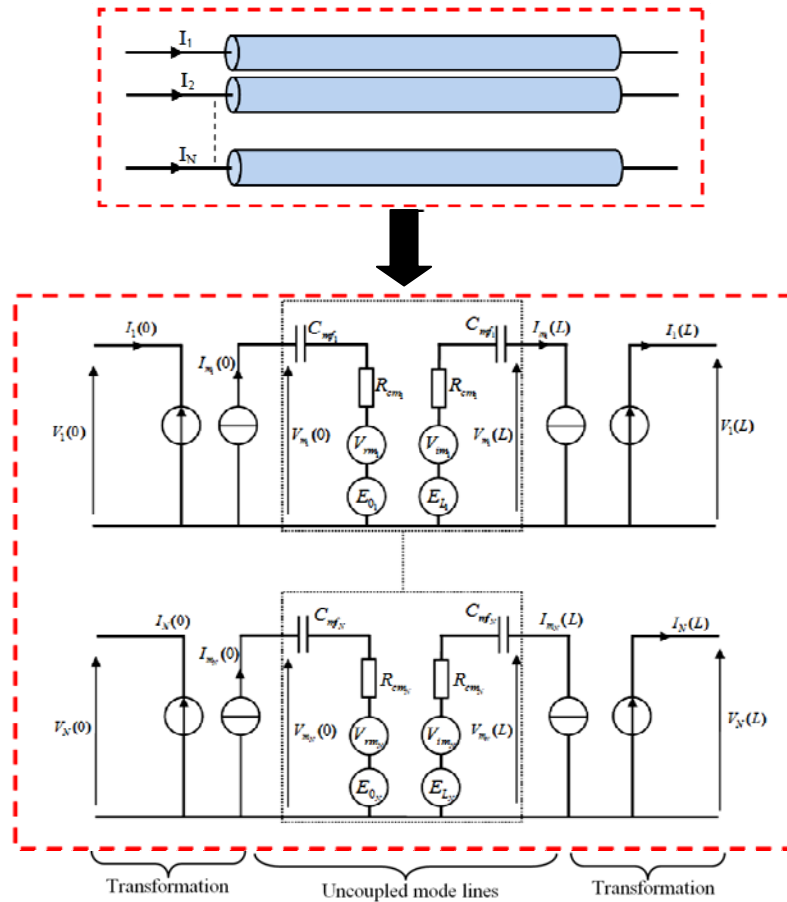 I1
I2
IN
I1(0)
Im1(0)
Cmf1
Cmf1
Im1(L)
I1(L)
Rcm1
Rcm1
V1(0)
Vm1(0)
Vrm1
Vim1
Vm1(L)
V1(L)
E01
EL1
IN(0)
ImN(0)
CmfN
CmfN
ImN(L)
IN(L)
RcmN
RcmN
VN(0)
VmN(0)
VrmN
VimN
VmN(L)
VN(L)
E0N
ELN
Transformation
Uncoupled mode lines
Transformation